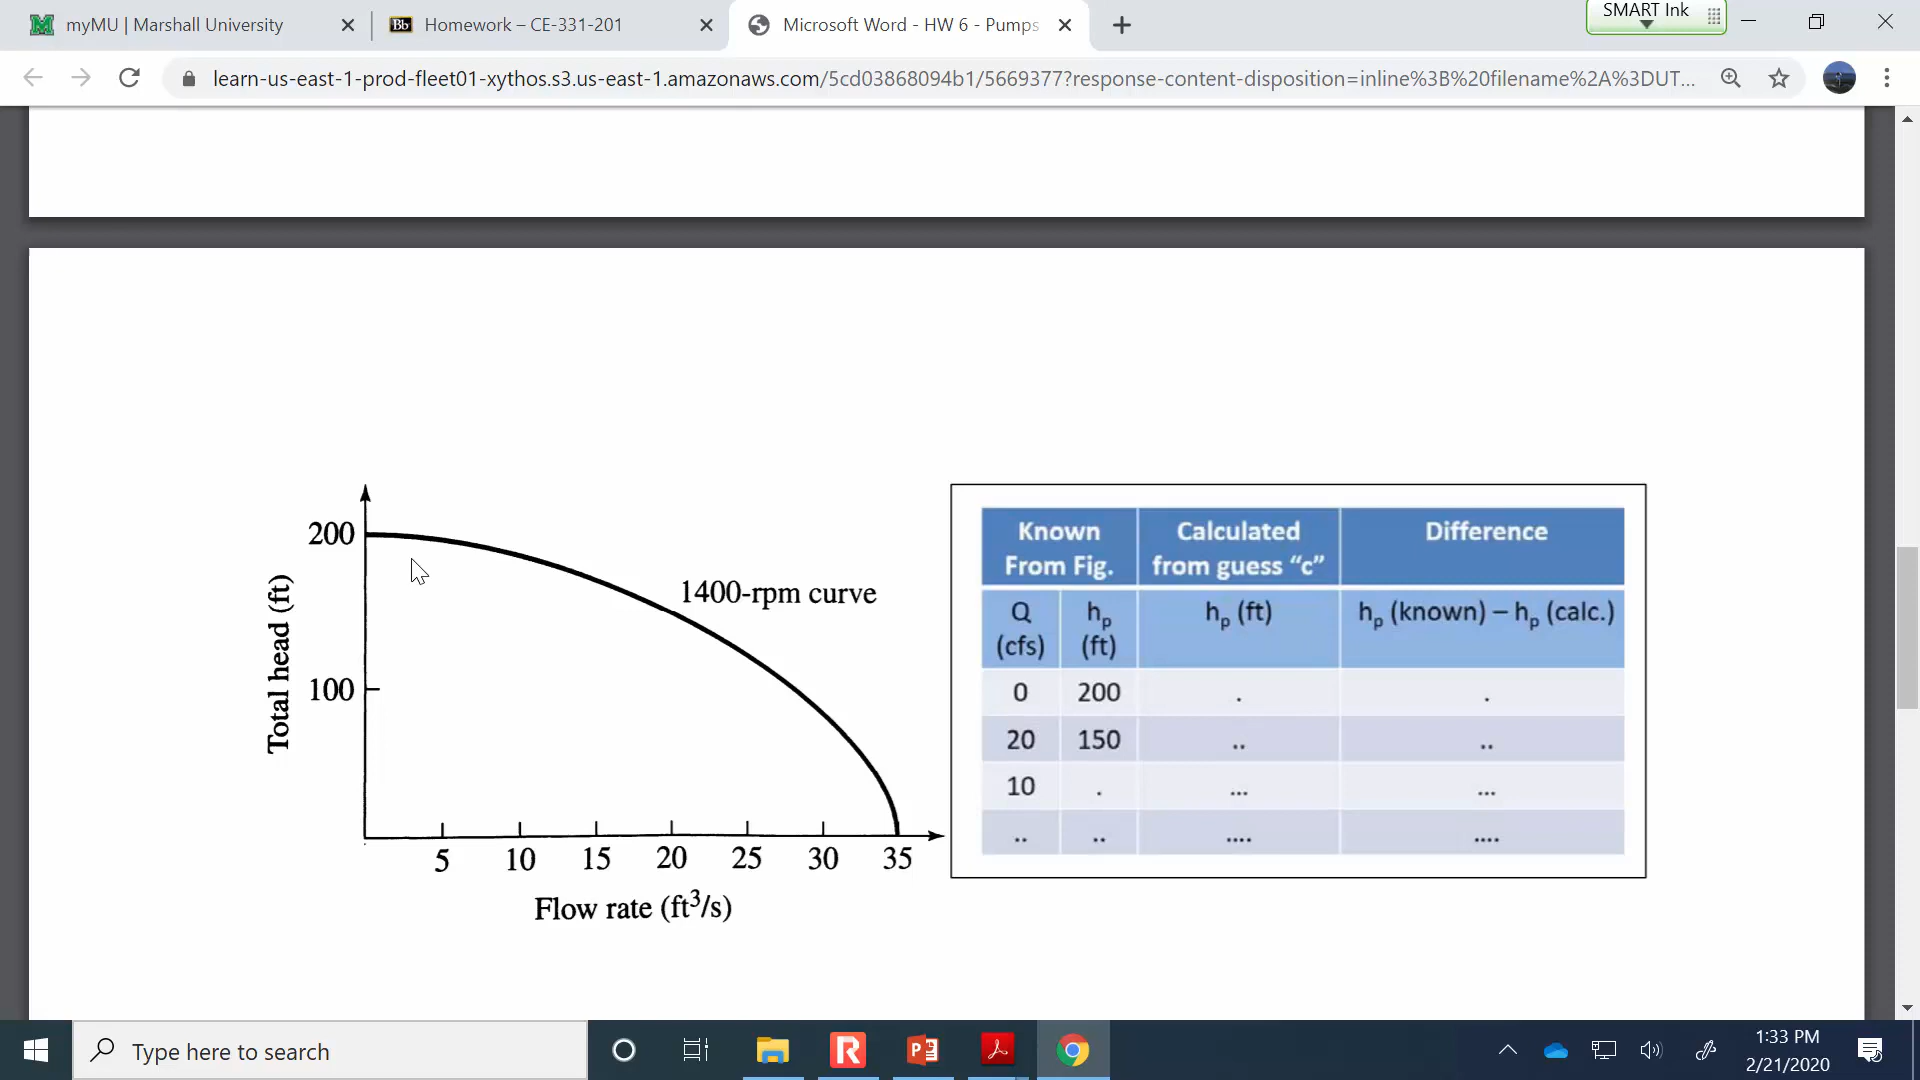 myMU | Marshall University
Bb
Homework – CE-331-201
Microsoft Word - HW 6 - Pumps
SMART Ink
learn-us-east-1-prod-fleet01-xythos.s3.us-east-1.amazonaws.com/5cd03868094b1/5669377?response-content-disposition=inline%3B%20filename%2A%3DUT...
200
100
Total head (ft)
1400-rpm curve
5 10 15 20 25 30 35
Flow rate (ft³/s)
Known From Fig. Calculated from guess “c” Difference
Q (cfs) hp (ft) hp (ft) hp (known) – hp (calc.)
0 200 . .
20 150 .. ..
10 . ... ...
.. .. .... ....
Type here to search
1:33 PM
2/21/2020